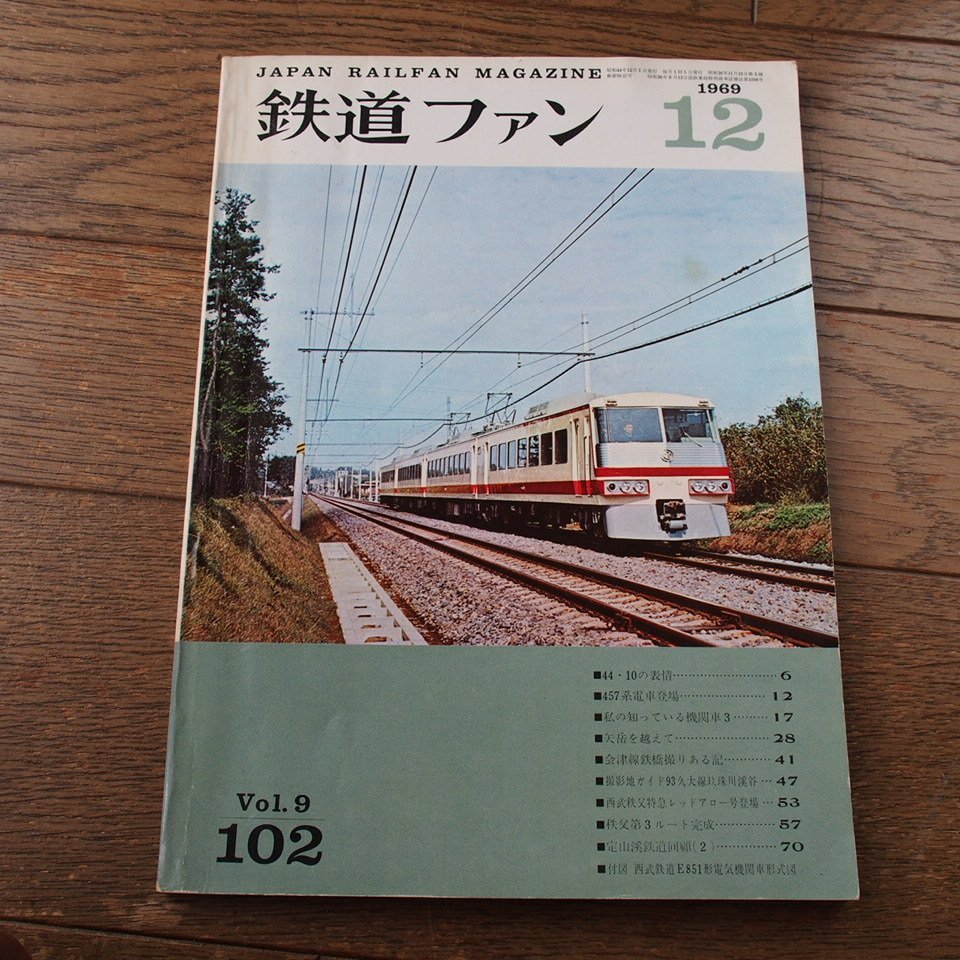 JAPAN RAILFAN MAGAZINE
鉄道ファン
1969
12
■44・10の表情 6
■457系電車登場 12
■私の知っている機関車3 17
■矢岳を越えて 28
■会津線鉄橋撮りある記 41
■撮影地ガイド93久大線玖珠川溪谷 47
■西武秩父特急レッドアロー号登場 53
■秩父第3ルート完成 57
■定山溪鉄道回顧(2) 70
■付図 西武鉄道E851形電気機関車形式図
Vol.9
102